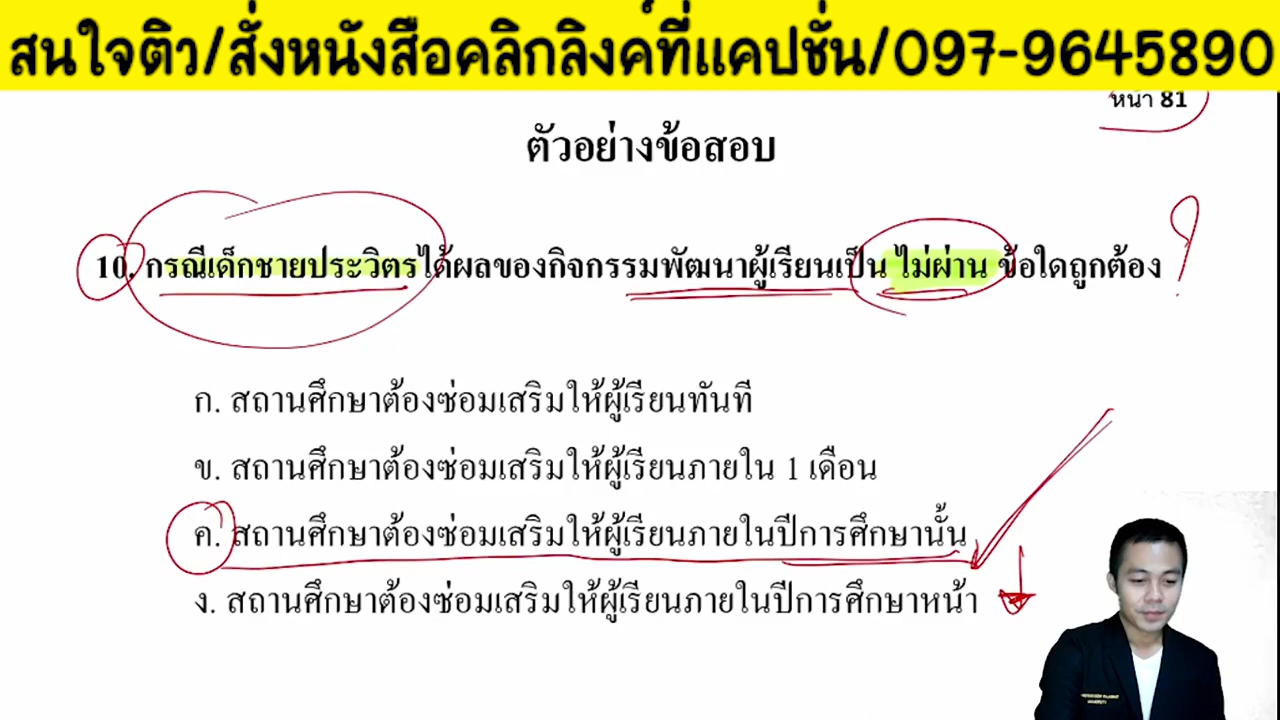 สนใจติว/สั่งหนังสือคลิกลิงค์ที่แคปชั่น/097-9645890
หน้า 81
ตัวอย่างข้อสอบ
10. กรณีเด็กชายประวิตรได้ผลของกิจกรรมพัฒนาผู้เรียนเป็น ไม่ผ่าน ข้อใดถูกต้อง
ก. สถานศึกษาต้องซ่อมเสริมให้ผู้เรียนทันที
ข. สถานศึกษาต้องซ่อมเสริมให้ผู้เรียนภายใน 1 เดือน
ค. สถานศึกษาต้องซ่อมเสริมให้ผู้เรียนภายในปีการศึกษานั้น
ง. สถานศึกษาต้องซ่อมเสริมให้ผู้เรียนภายในปีการศึกษาหน้า